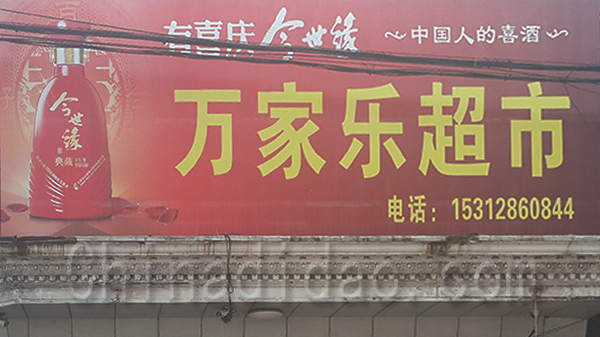 有喜庆今世缘 ～中国人的喜酒～
今世缘
典藏
万家乐超市
电话：15312860844
chinadidao.com